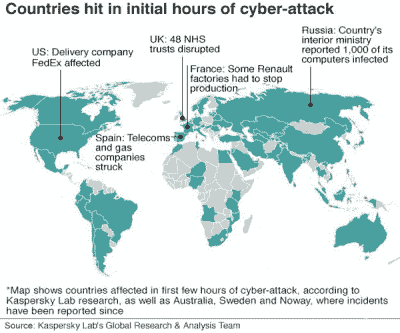 Countries hit in initial hours of cyber-attack
US: Delivery company
FedEx affected
UK: 48 NHS
trusts disrupted
France: Some Renault
factories had to stop
production
Russia: Country's
interior ministry
reported 1,000 of its
computers infected
Spain: Telecoms
and gas
companies
struck
*Map shows countries affected in first few hours of cyber-attack, according to
Kaspersky Lab research, as well as Australia, Sweden and Noway, where incidents
have been reported since
Source: Kaspersky Lab's Global Research & Analysis Team